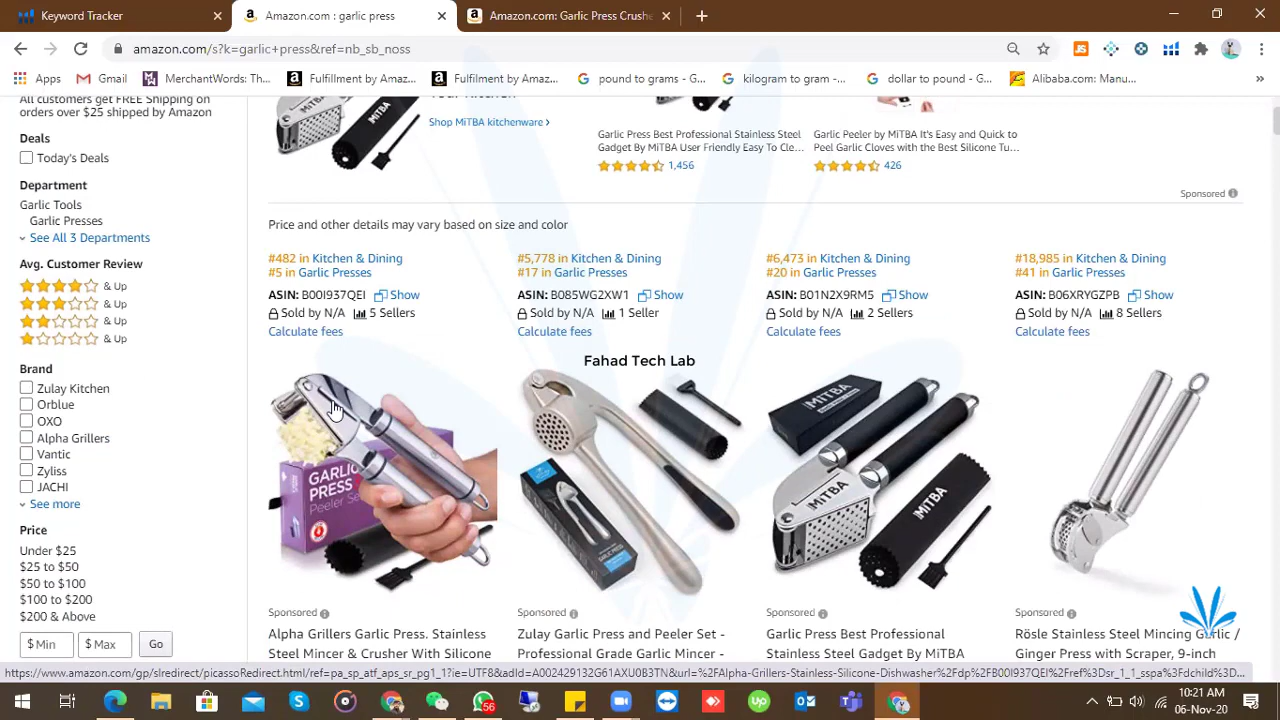 Keyword Tracker
Amazon.com : garlic press
Amazon.com: Garlic Press Crushe
amazon.com/s?k=garlic+press&ref=nb_sb_noss
Apps
Gmail
MerchantWords: Th...
Fulfillment by Amaz...
Fulfilment by Amaz...
pound to grams - G...
kilogram to gram -...
dollar to pound - G...
Alibaba.com: Manu...
All customers get FREE Shipping on
orders over $25 shipped by Amazon
Deals
Today's Deals
Department
Garlic Tools
Garlic Presses
See All 3 Departments
Avg. Customer Review
& Up
& Up
& Up
& Up
Brand
Zulay Kitchen
Orblue
OXO
Alpha Grillers
Vantic
Zyliss
JACHI
See more
Price
Under $25
$25 to $50
$50 to $100
$100 to $200
$200 & Above
$ Min
$ Max
Go
MiTBA
Shop MiTBA kitchenware ›
Garlic Press Best Professional Stainless Steel
Gadget By MiTBA User Friendly Easy To Cle...
1,456
Garlic Peeler by MiTBA It's Easy and Quick to
Peel Garlic Cloves with the Best Silicone Tu...
426
Sponsored
Price and other details may vary based on size and color
#482 in Kitchen & Dining
#5 in Garlic Presses
ASIN: B00I937QEI Show
Sold by N/A 5 Sellers
Calculate fees
#5,778 in Kitchen & Dining
#17 in Garlic Presses
ASIN: B085WG2XW1 Show
Sold by N/A 1 Seller
Calculate fees
#6,473 in Kitchen & Dining
#20 in Garlic Presses
ASIN: B01N2X9RM5 Show
Sold by N/A 2 Sellers
Calculate fees
#18,985 in Kitchen & Dining
#41 in Garlic Presses
ASIN: B06XRYGZPB Show
Sold by N/A 8 Sellers
Calculate fees
Fahad Tech Lab
GARLIC
PRESS
MiTBA
MiTBA
MiTBA
Sponsored
Alpha Grillers Garlic Press. Stainless
Steel Mincer & Crusher With Silicone
Sponsored
Zulay Garlic Press and Peeler Set -
Professional Grade Garlic Mincer -
Sponsored
Garlic Press Best Professional
Stainless Steel Gadget By MiTBA
Sponsored
Rösle Stainless Steel Mincing Garlic /
Ginger Press with Scraper, 9-inch
https://www.amazon.com/gp/slredirect/picassoRedirect.html/ref=pa_sp_atf_aps_sr_pg1_1?ie=UTF8&adId=A002429132G61AXU0B3TN&url=%2FAlpha-Grillers-Stainless-Silicone-Dishwasher%2Fdp%2FB00I937QEI%2Fref%3Dsr_1_1_sspa%3Fdchild%3D...
56
10:21 AM
06-Nov-20